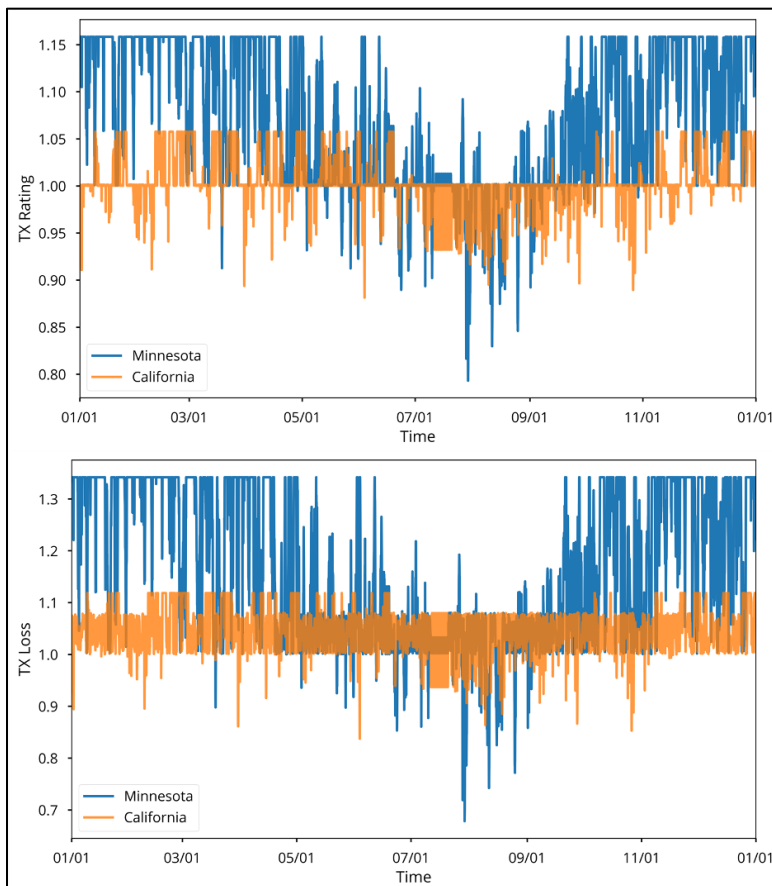 1.15
1.10
1.05
1.00
0.95
0.90
0.85
0.80
TX Rating
Minnesota
California
01/01 03/01 05/01 07/01 09/01 11/01 01/01
Time
1.3
1.2
1.1
1.0
0.9
0.8
0.7
TX Loss
Minnesota
California
01/01 03/01 05/01 07/01 09/01 11/01 01/01
Time